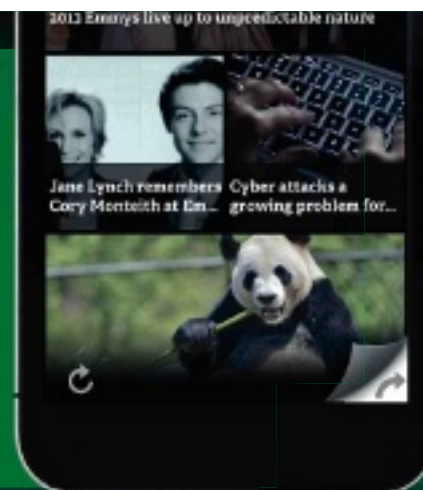 2013 Emmys live up to unpredictable nature
Jane Lynch remembers
Cory Monteith at Em...
Cyber attacks a
growing problem for...